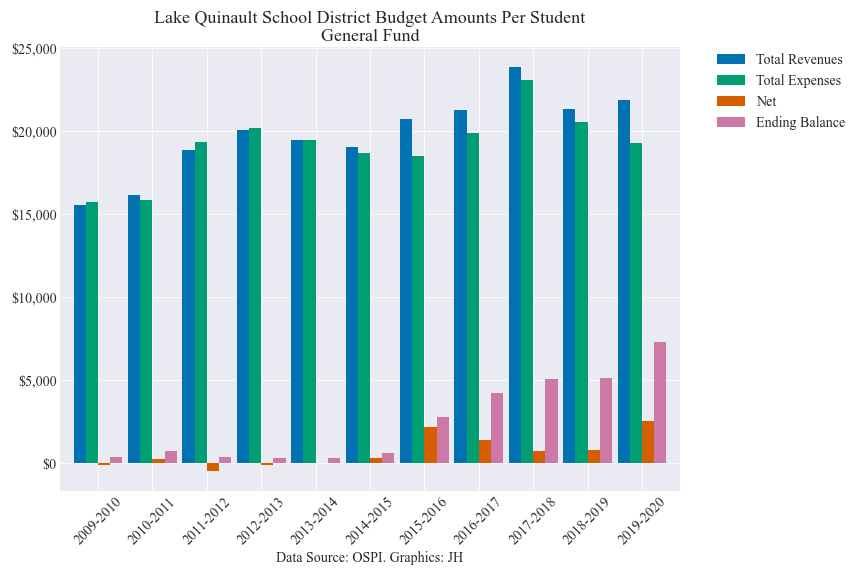 Lake Quinault School District Budget Amounts Per Student
General Fund
$25,000
$20,000
$15,000
$10,000
$5,000
$0
Total Revenues
Total Expenses
Net
Ending Balance
2009-2010
2010-2011
2011-2012
2012-2013
2013-2014
2014-2015
2015-2016
2016-2017
2017-2018
2018-2019
2019-2020
Data Source: OSPI. Graphics: JH